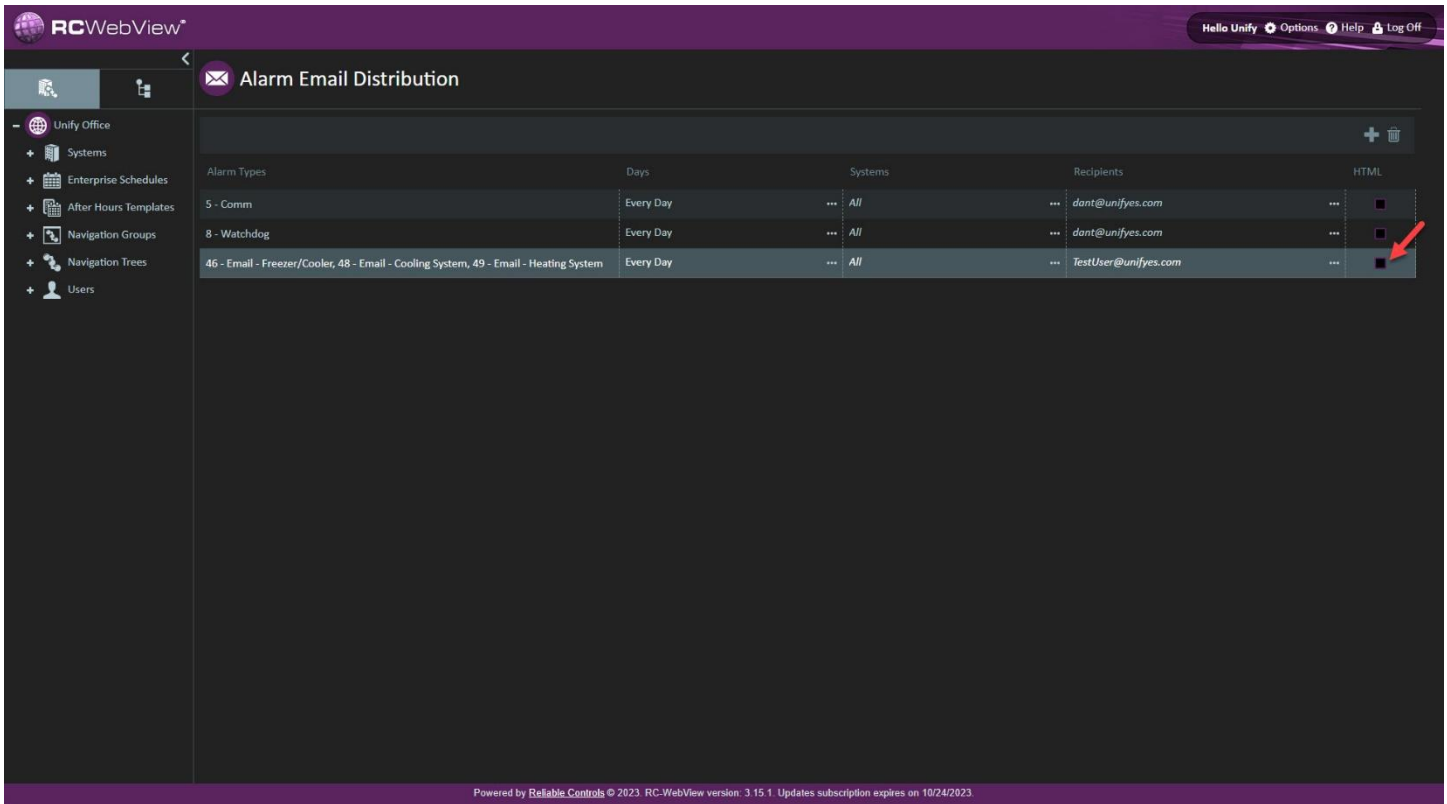 RCWebView®
Hello Unify Options Help Log Off
Alarm Email Distribution
Unify Office
Systems
Enterprise Schedules
After Hours Templates
Navigation Groups
Navigation Trees
Users
Alarm Types Days Systems Recipients HTML
5 - Comm Every Day ... All ... dant@unifyes.com ...
8 - Watchdog Every Day ... All ... dant@unifyes.com ...
46 - Email - Freezer/Cooler, 48 - Email - Cooling System, 49 - Email - Heating System Every Day ... All ... TestUser@unifyes.com ...
Powered by Reliable Controls © 2023. RC-WebView version: 3.15.1. Updates subscription expires on 10/24/2023.